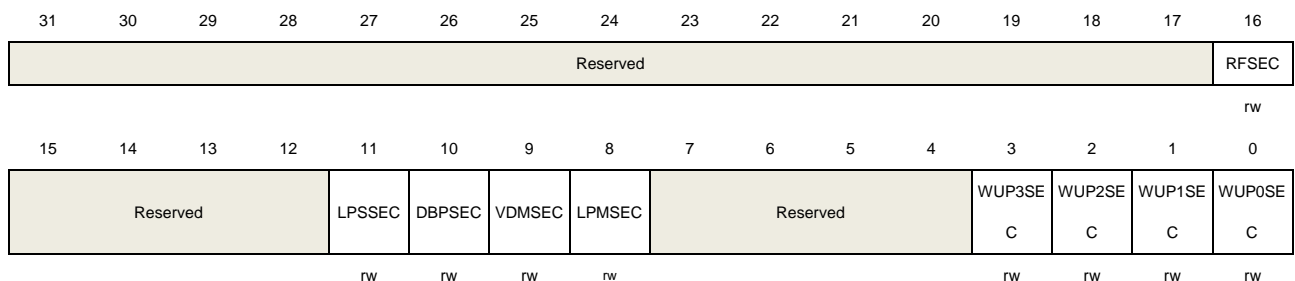 31 30 29 28 27 26 25 24 23 22 21 20 19 18 17 16
Reserved RFSEC
rw
15 14 13 12 11 10 9 8 7 6 5 4 3 2 1 0
Reserved LPSSEC DBPSEC VDMSEC LPMSEC Reserved WUP3SE WUP2SE WUP1SE WUP0SE
C C C C
rw rw rw rw rw rw rw rw